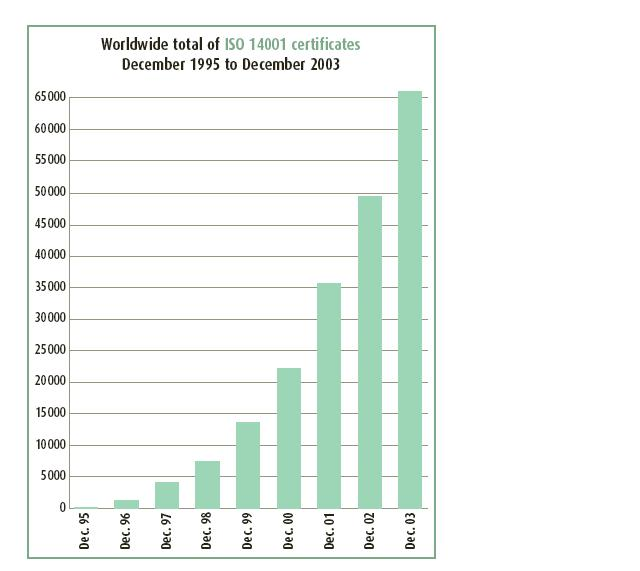 Worldwide total of ISO 14001 certificates
December 1995 to December 2003
65000
60000
55000
50000
45000
40000
35000
30000
25000
20000
15000
10000
5000
0
Dec. 95
Dec. 96
Dec. 97
Dec. 98
Dec. 99
Dec. 00
Dec. 01
Dec. 02
Dec. 03